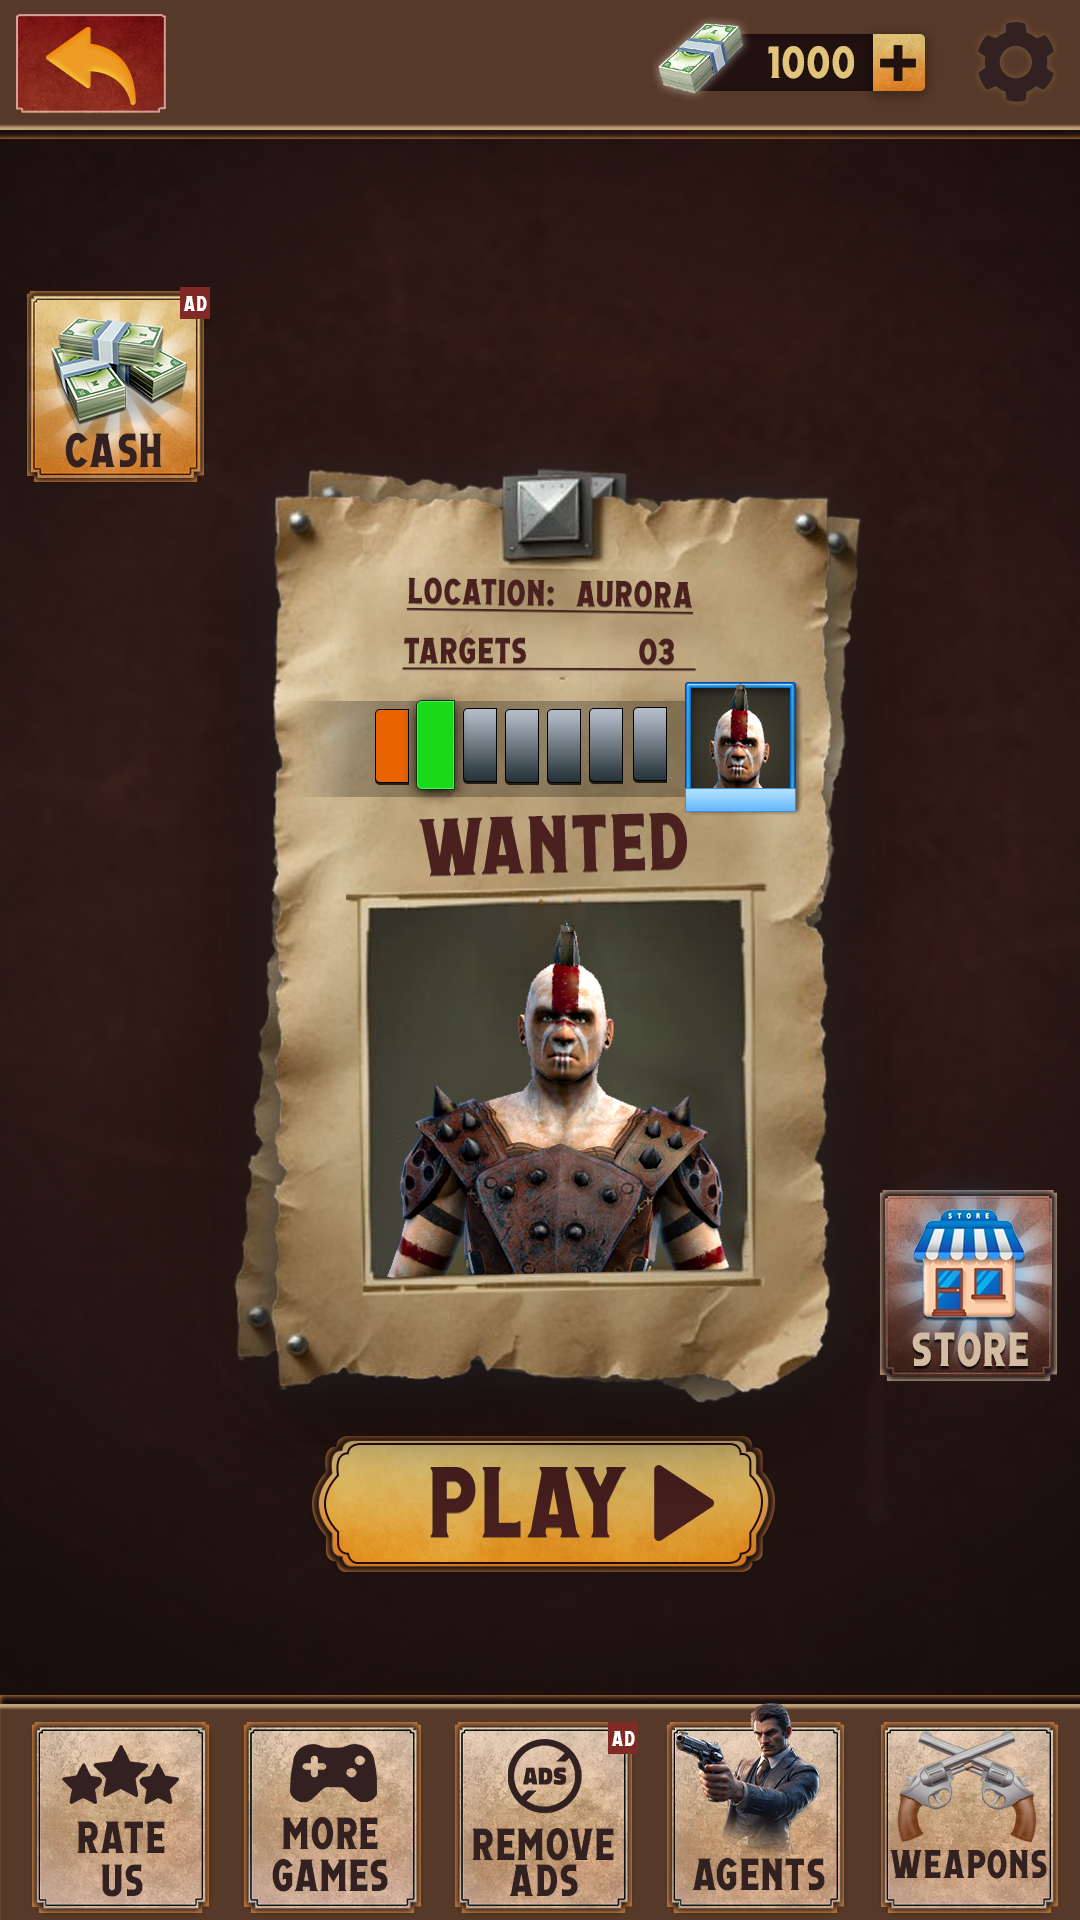 1000
AD
CASH
LOCATION: AURORA
TARGETS 03
WANTED
STORE
STORE
PLAY
RATE
US
MORE
GAMES
AD
ADS
REMOVE
ADS
AGENTS
WEAPONS